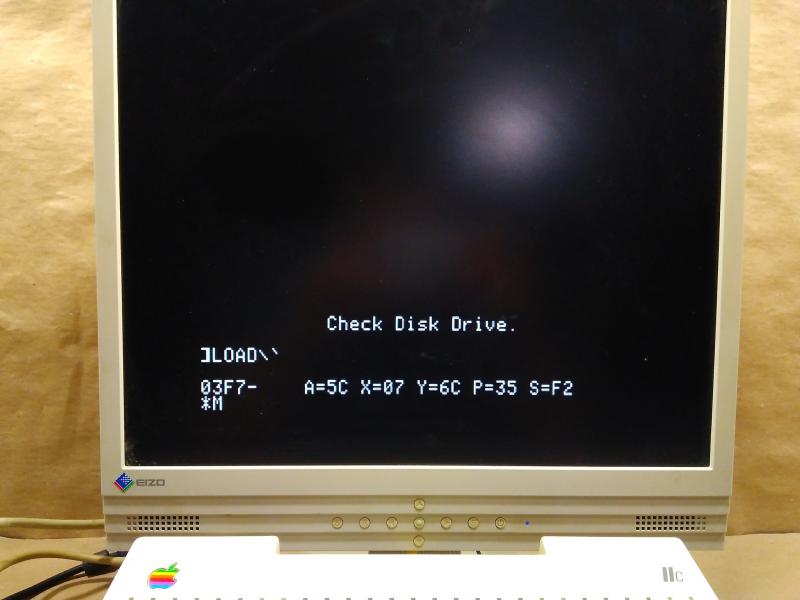 Check Disk Drive.
]LOAD\`
03F7- A=5C X=07 Y=6C P=35 S=F2
*M
EIZO
IIc